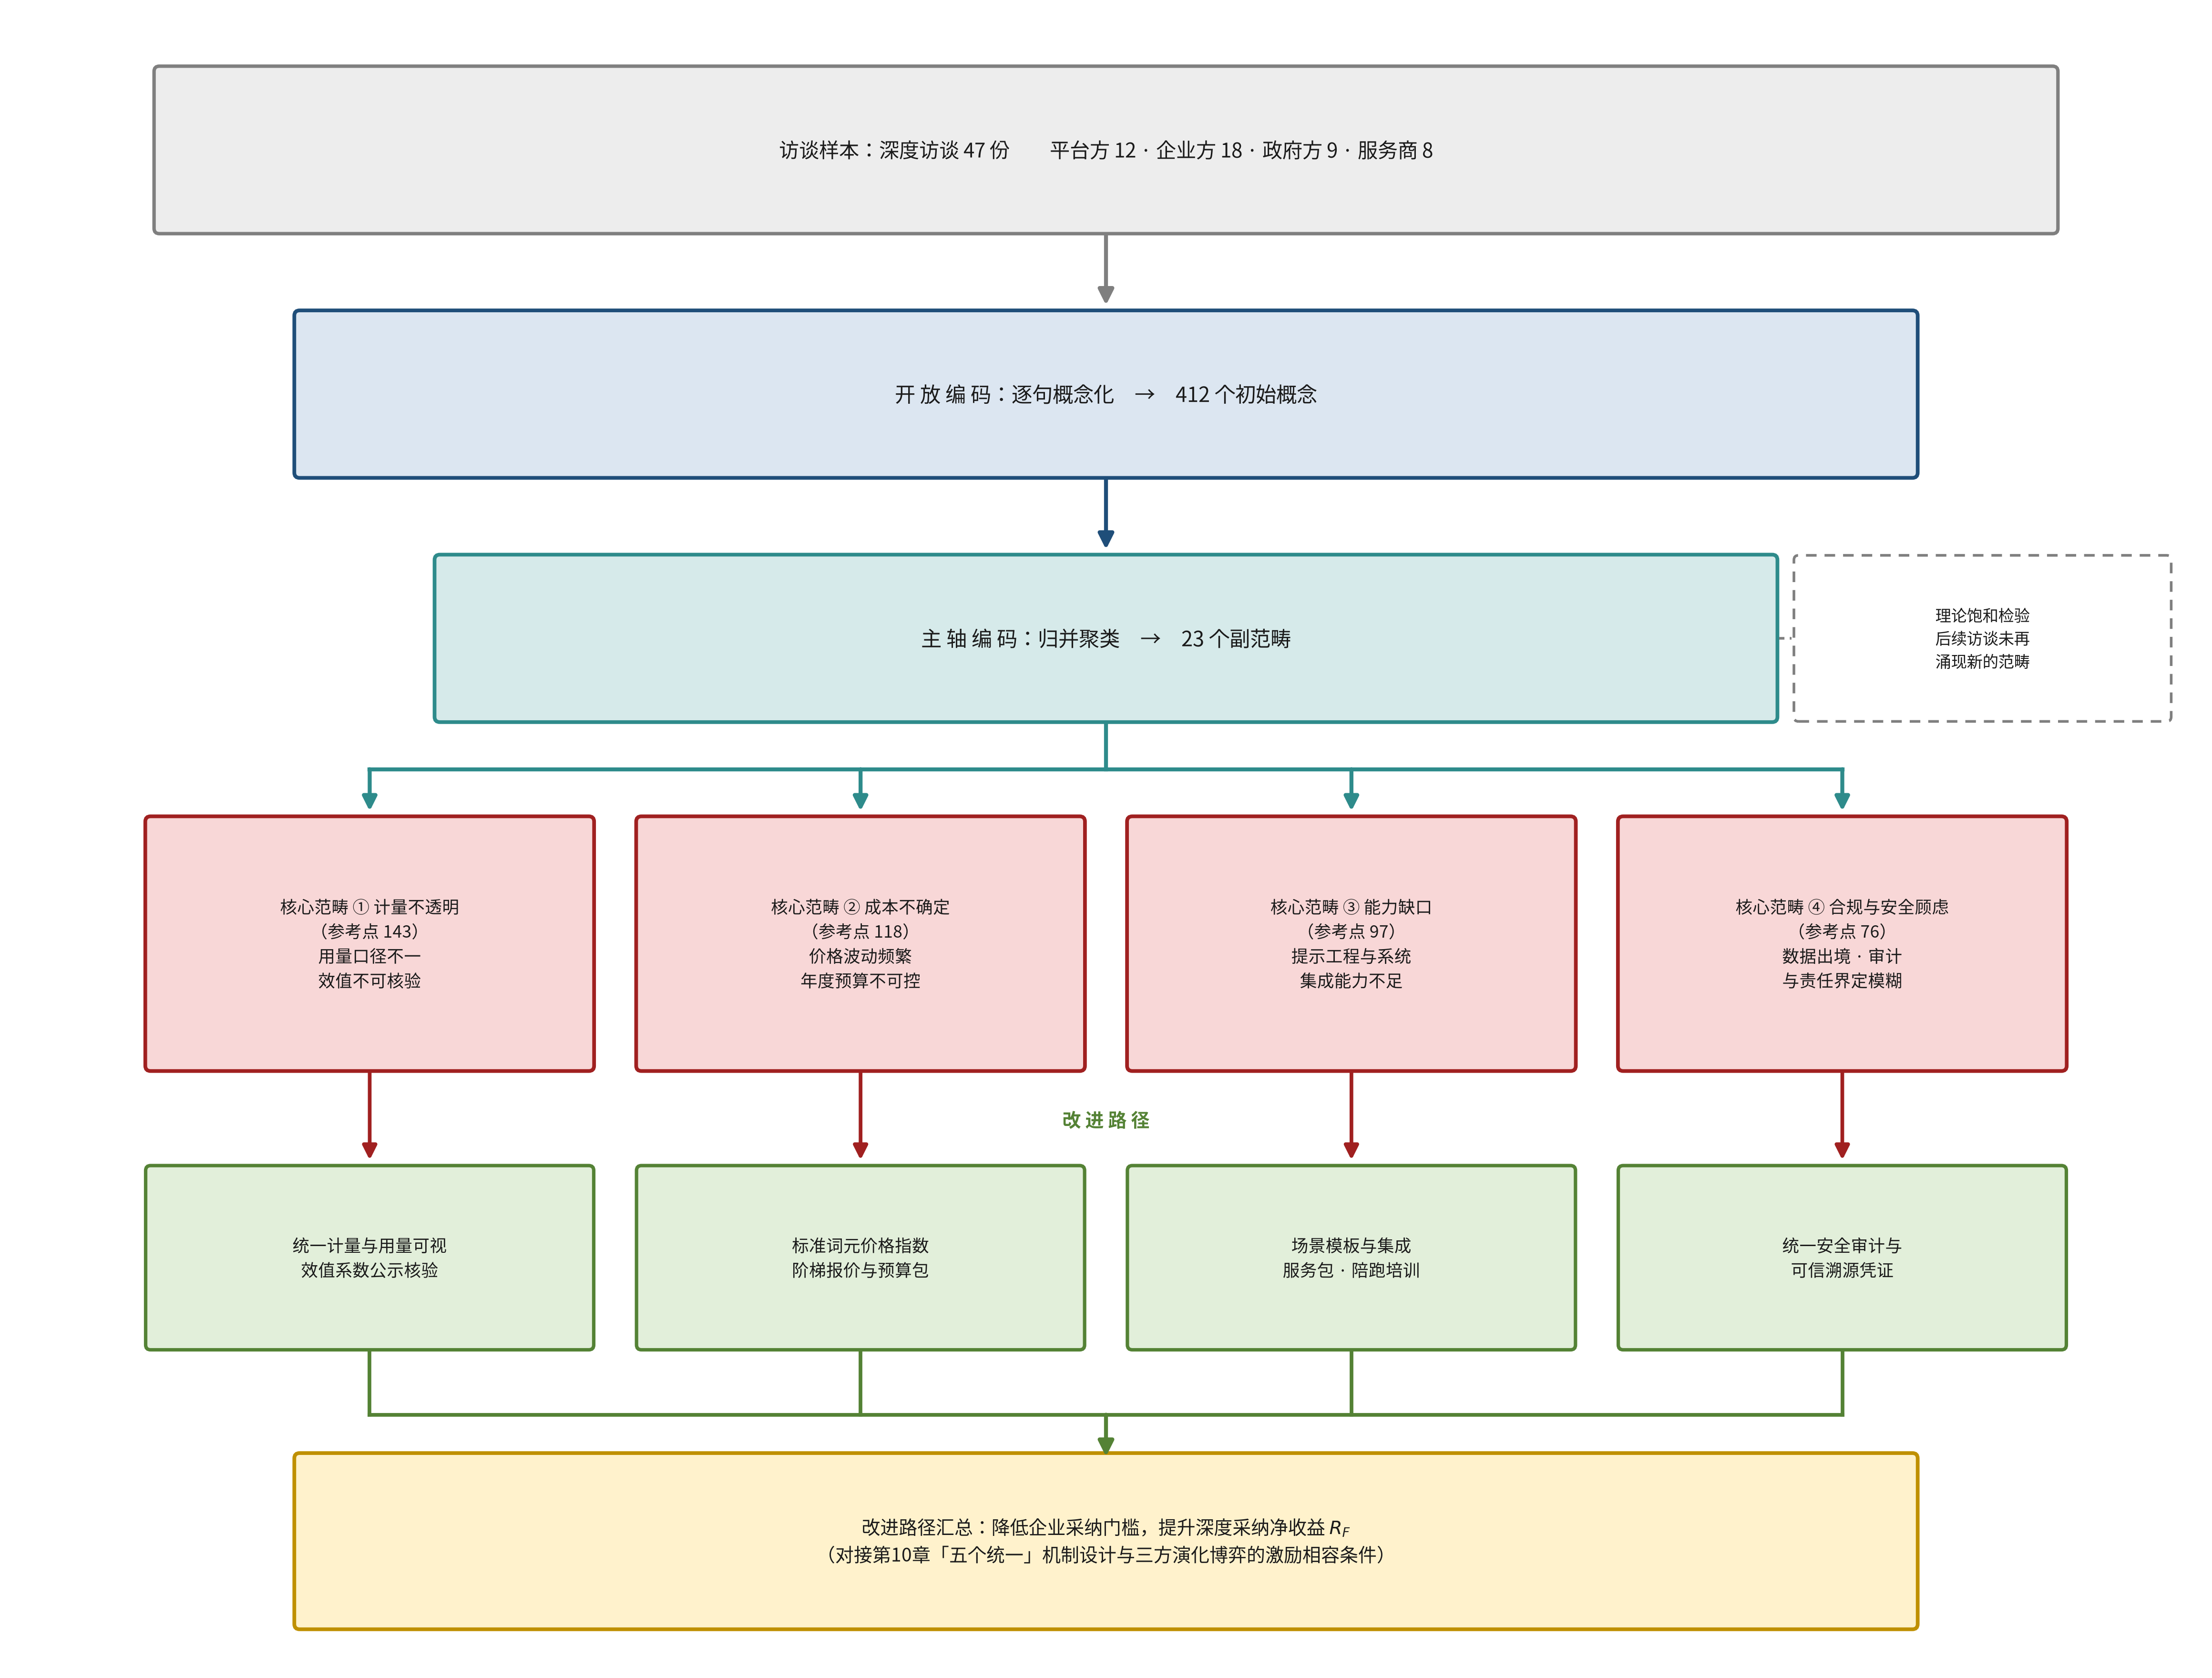 访谈样本：深度访谈 47 份　　平台方 12 · 企业方 18 · 政府方 9 · 服务商 8
开 放 编 码：逐句概念化　→　412 个初始概念
主 轴 编 码：归并聚类　→　23 个副范畴
理论饱和检验
后续访谈未再
涌现新的范畴
核心范畴 ① 计量不透明
（参考点 143）
用量口径不一
效值不可核验
核心范畴 ② 成本不确定
（参考点 118）
价格波动频繁
年度预算不可控
核心范畴 ③ 能力缺口
（参考点 97）
提示工程与系统
集成能力不足
核心范畴 ④ 合规与安全顾虑
（参考点 76）
数据出境 · 审计
与责任界定模糊
改 进 路 径
统一计量与用量可视
效值系数公示核验
标准词元价格指数
阶梯报价与预算包
场景模板与集成
服务包 · 陪跑培训
统一安全审计与
可信溯源凭证
改进路径汇总：降低企业采纳门槛，提升深度采纳净收益 R_F
（对接第10章「五个统一」机制设计与三方演化博弈的激励相容条件）